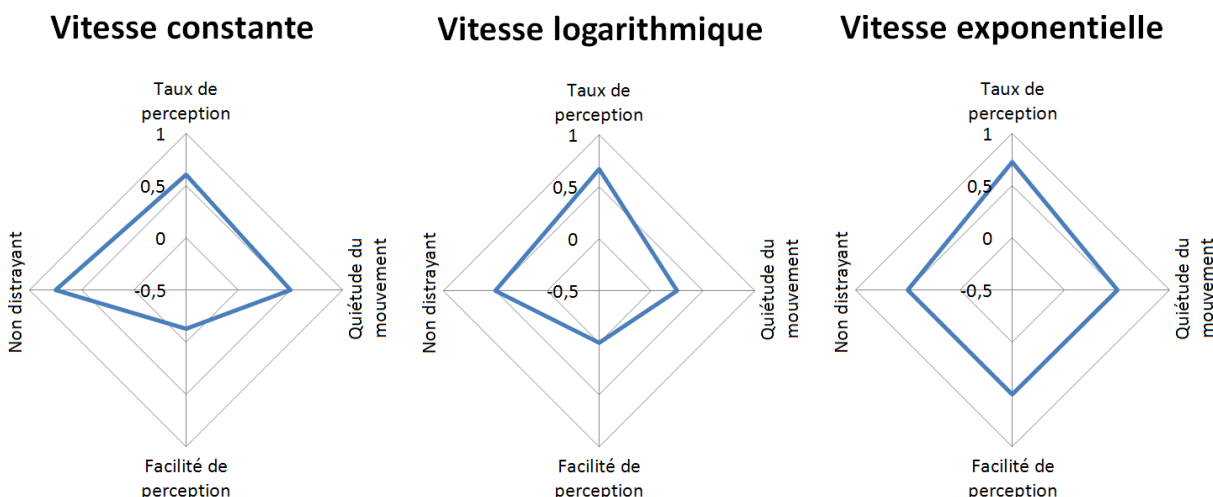 Vitesse constante
Taux de
perception
1
0,5
0
-0,5
Non distrayant
Quiétude du
mouvement
Facilité de
perception
Vitesse logarithmique
Taux de
perception
1
0,5
0
-0,5
Non distrayant
Quiétude du
mouvement
Facilité de
perception
Vitesse exponentielle
Taux de
perception
1
0,5
0
-0,5
Non distrayant
Quiétude du
mouvement
Facilité de
perception